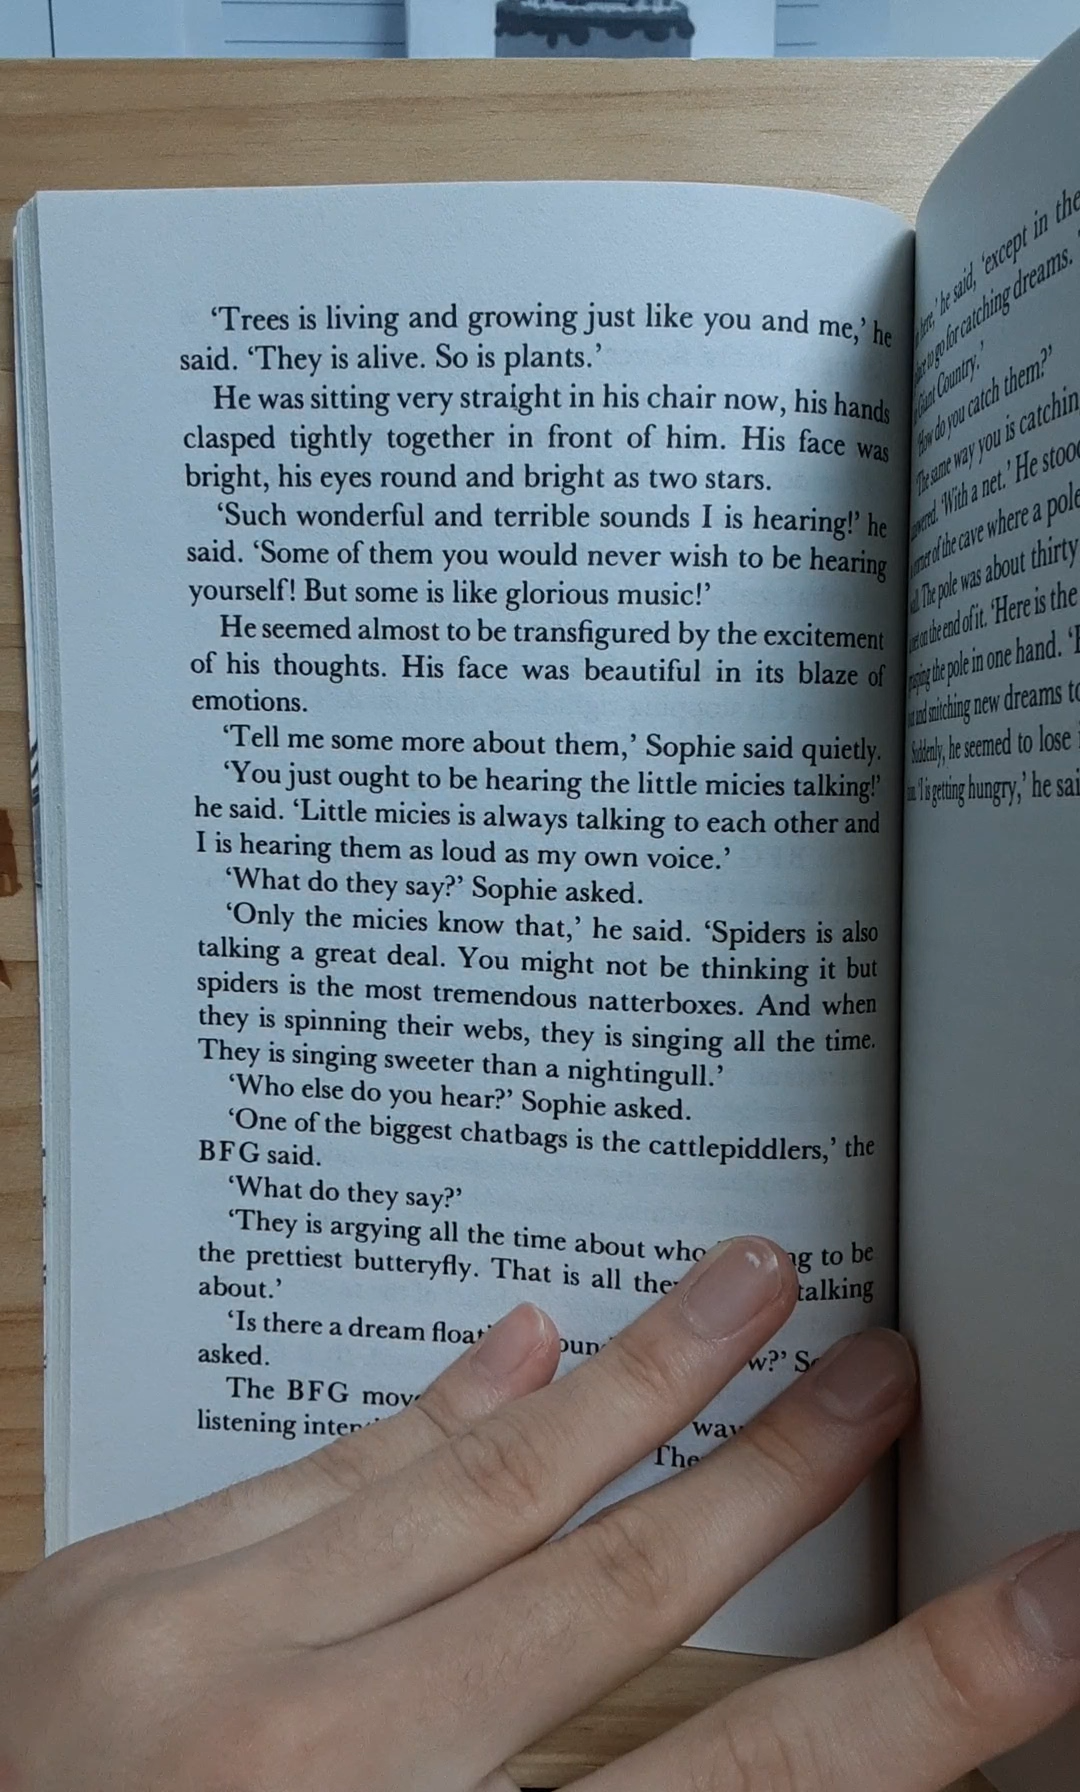 ‘Trees is living and growing just like you and me,’ he
said. ‘They is alive. So is plants.’
He was sitting very straight in his chair now, his hands
clasped tightly together in front of him. His face was
bright, his eyes round and bright as two stars.
‘Such wonderful and terrible sounds I is hearing!’ he
said. ‘Some of them you would never wish to be hearing
yourself! But some is like glorious music!’
He seemed almost to be transfigured by the excitement
of his thoughts. His face was beautiful in its blaze of
emotions.
‘Tell me some more about them,’ Sophie said quietly.
‘You just ought to be hearing the little micies talking!’
he said. ‘Little micies is always talking to each other and
I is hearing them as loud as my own voice.’
‘What do they say?’ Sophie asked.
‘Only the micies know that,’ he said. ‘Spiders is also
talking a great deal. You might not be thinking it but
spiders is the most tremendous natterboxes. And when
they is spinning their webs, they is singing all the time.
They is singing sweeter than a nightingull.’
‘Who else do you hear?’ Sophie asked.
‘One of the biggest chatbags is the cattlepiddlers,’ the
BFG said.
‘What do they say?’
‘They is argying all the time about who to be
the prettiest butteryfly. That is all talking
about.’
‘Is there a dream
asked.
The BFG
listening
he said, ‘except in the
to go for catching dreams.
Giant Country.’
‘How do you catch them?’
‘The same way you is
‘With a net.’ He
of the cave where a pole
The pole was about thirty
on the end of it. ‘Here is the
the pole in one hand.
and snitching new dreams
Suddenly, he seemed to lose
‘I is getting hungry,’ he